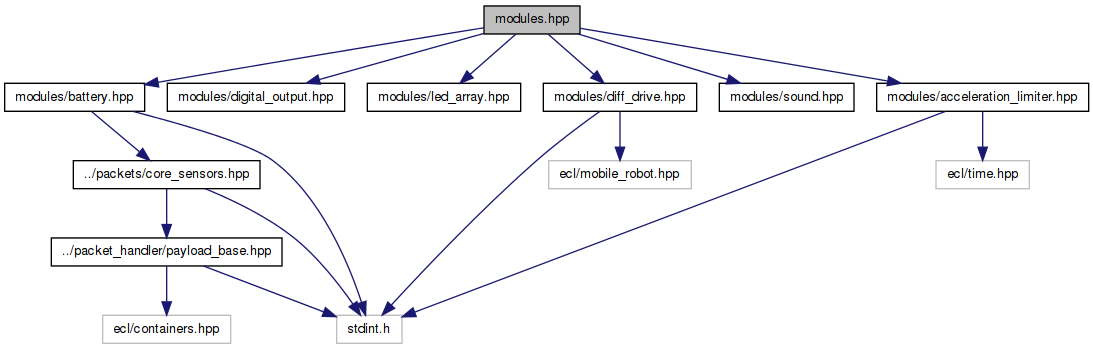 modules.hpp
modules/battery.hpp
modules/digital_output.hpp
modules/led_array.hpp
modules/diff_drive.hpp
modules/sound.hpp
modules/acceleration_limiter.hpp
../packets/core_sensors.hpp
ecl/mobile_robot.hpp
ecl/time.hpp
../packet_handler/payload_base.hpp
ecl/containers.hpp
stdint.h